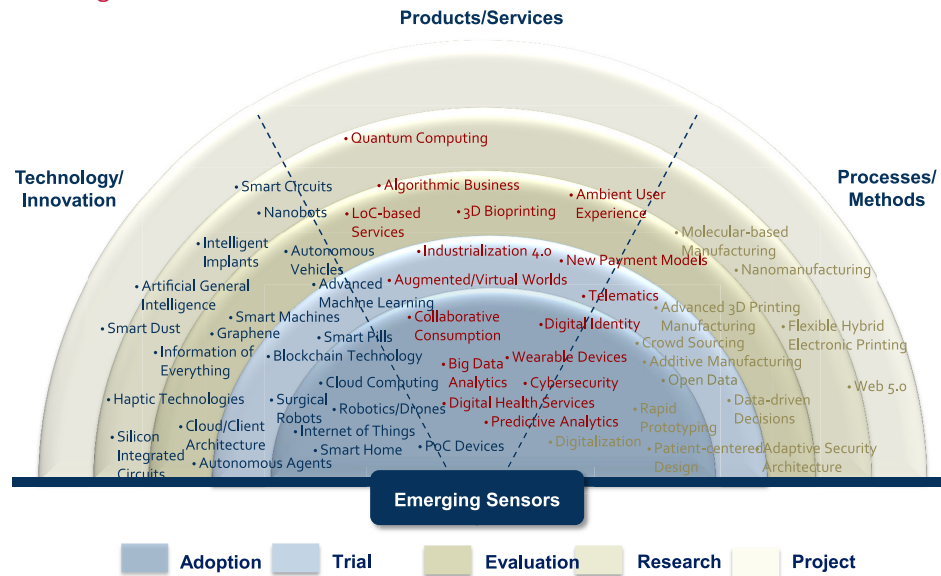 Products/Services
Technology/
Innovation
Processes/
Methods
• Quantum Computing
• Smart Circuits
• Algorithmic Business
• Ambient User
Experience
• Nanobots
• LoC-based
Services
• 3D Bioprinting
• Molecular-based
Manufacturing
• Intelligent
Implants
• Autonomous
Vehicles
• Industrialization 4.0
• New Payment Models
• Nanomanufacturing
• Artificial General
Intelligence
• Advanced
Machine Learning
• Augmented/Virtual Worlds
• Telematics
• Smart Dust
• Smart Machines
• Graphene
• Collaborative
Consumption
• Digital Identity
• Advanced 3D Printing
Manufacturing
• Flexible Hybrid
Electronic Printing
• Information of
Everything
• Smart Pills
• Blockchain Technology
• Crowd Sourcing
• Big Data
Analytics
• Wearable Devices
• Additive Manufacturing
• Cloud Computing
• Cybersecurity
• Open Data
• Web 5.0
• Haptic Technologies
• Surgical
Robots
• Robotics/Drones
• Digital Health Services
• Rapid
Prototyping
• Data-driven
Decisions
• Cloud/Client
Architecture
• Internet of Things
• Predictive Analytics
• Silicon
Integrated
Circuits
• Smart Home
• PoC Devices
• Digitalization
• Patient-centered
Design
• Adaptive Security
Architecture
• Autonomous Agents
Emerging Sensors
Adoption
Trial
Evaluation
Research
Project